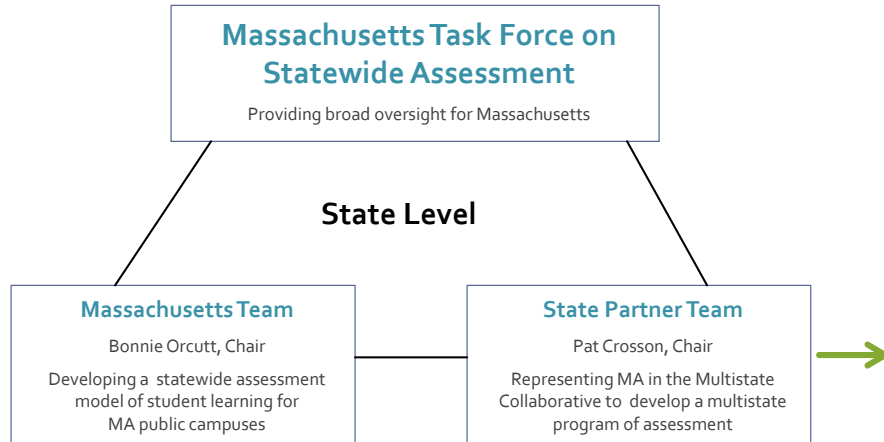 Massachusetts Task Force on
Statewide Assessment
Providing broad oversight for Massachusetts
State Level
Massachusetts Team
Bonnie Orcutt, Chair
Developing a statewide assessment
model of student learning for
MA public campuses
State Partner Team
Pat Crosson, Chair
Representing MA in the Multistate
Collaborative to develop a multistate
program of assessment